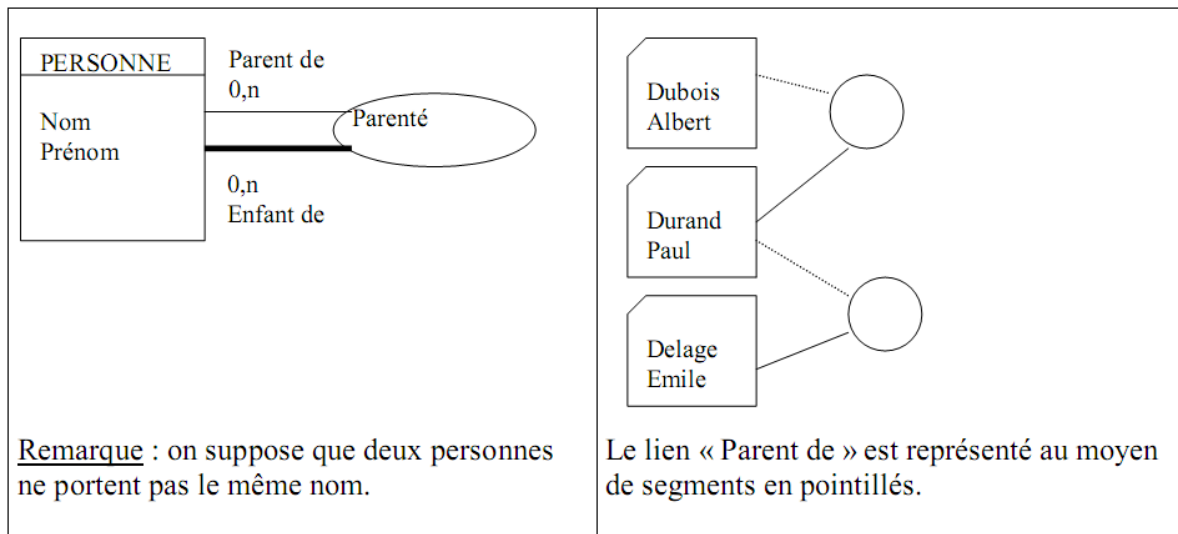 PERSONNE
Nom
Prénom
Parent de
0,n
Parenté
0,n
Enfant de
Remarque : on suppose que deux personnes
ne portent pas le même nom.
Dubois
Albert
Durand
Paul
Delage
Emile
Le lien « Parent de » est représenté au moyen
de segments en pointillés.